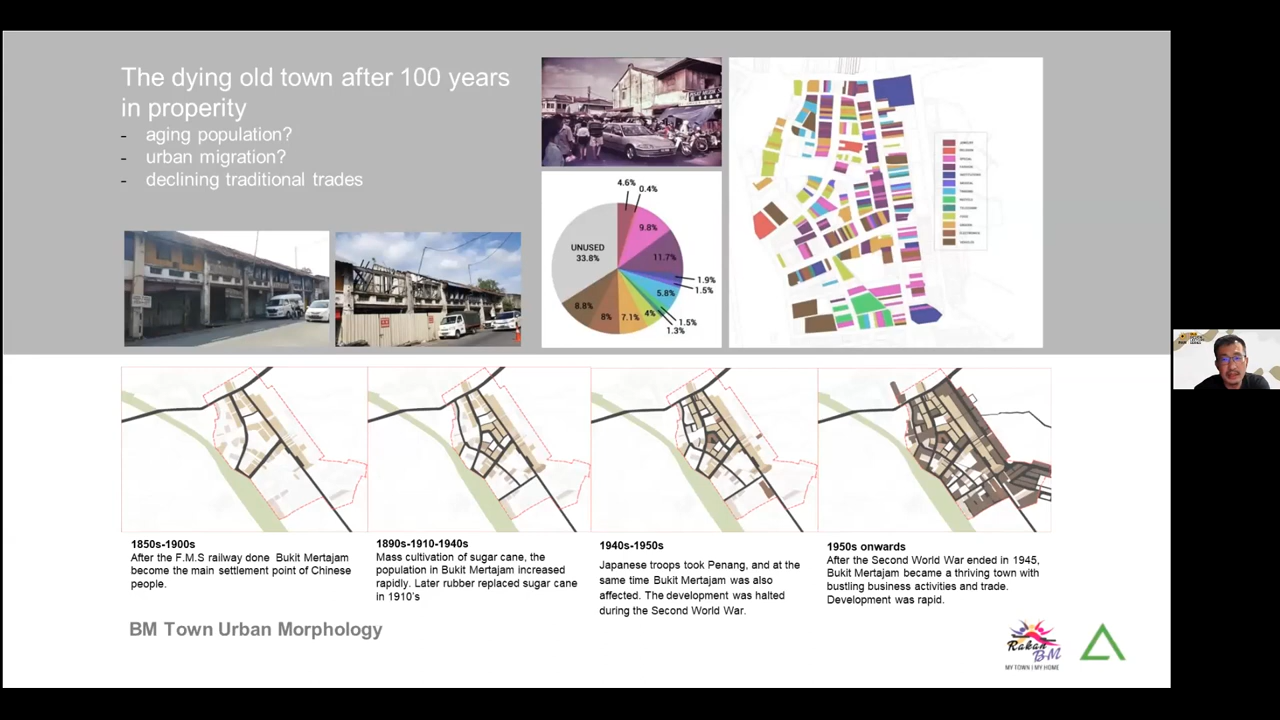 The dying old town after 100 years
in properity
- aging population?
- urban migration?
- declining traditional trades
4.6%
0.4%
9.8%
11.7%
1.9%
1.5%
5.8%
1.5%
1.3%
4%
7.1%
8%
8.8%
UNUSED
33.8%
1850s-1900s
After the F.M.S railway done Bukit Mertajam
become the main settlement point of Chinese
people.
1890s-1910-1940s
Mass cultivation of sugar cane, the
population in Bukit Mertajam increased
rapidly. Later rubber replaced sugar cane
in 1910's
1940s-1950s
Japanese troops took Penang, and at the
same time Bukit Mertajam was also
affected. The development was halted
during the Second World War.
1950s onwards
After the Second World War ended in 1945,
Bukit Mertajam became a thriving town with
bustling business activities and trade.
Development was rapid.
BM Town Urban Morphology
Rakan
BM
MY TOWN | MY HOME